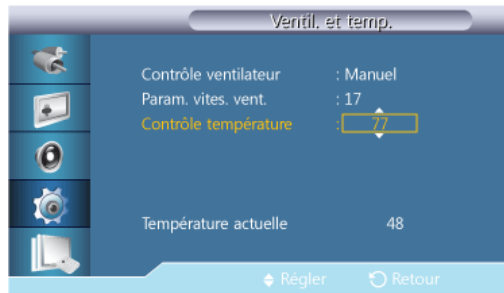 Ventil. et temp.
Contrôle ventilateur : Manuel
Param. vites. vent. : 17
Contrôle température : 77
Température actuelle 48
Régler Retour